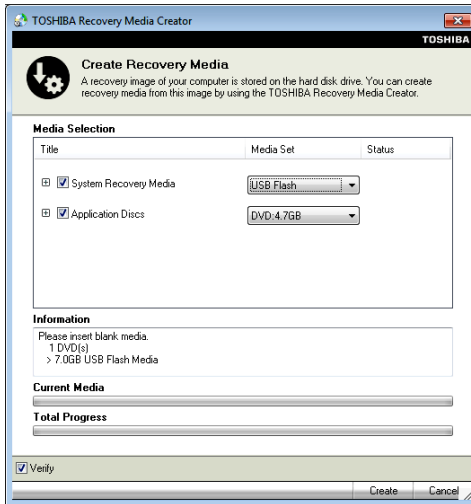 TOSHIBA Recovery Media Creator
TOSHIBA
Create Recovery Media
A recovery image of your computer is stored on the hard disk drive. You can create
recovery media from this image by using the TOSHIBA Recovery Media Creator.
Media Selection
Title Media Set Status
System Recovery Media USB Flash
Application Discs DVD:4.7GB
Information
Please insert blank media.
1 DVD(s)
> 7.0GB USB Flash Media
Current Media
Total Progress
Verify
Create Cancel